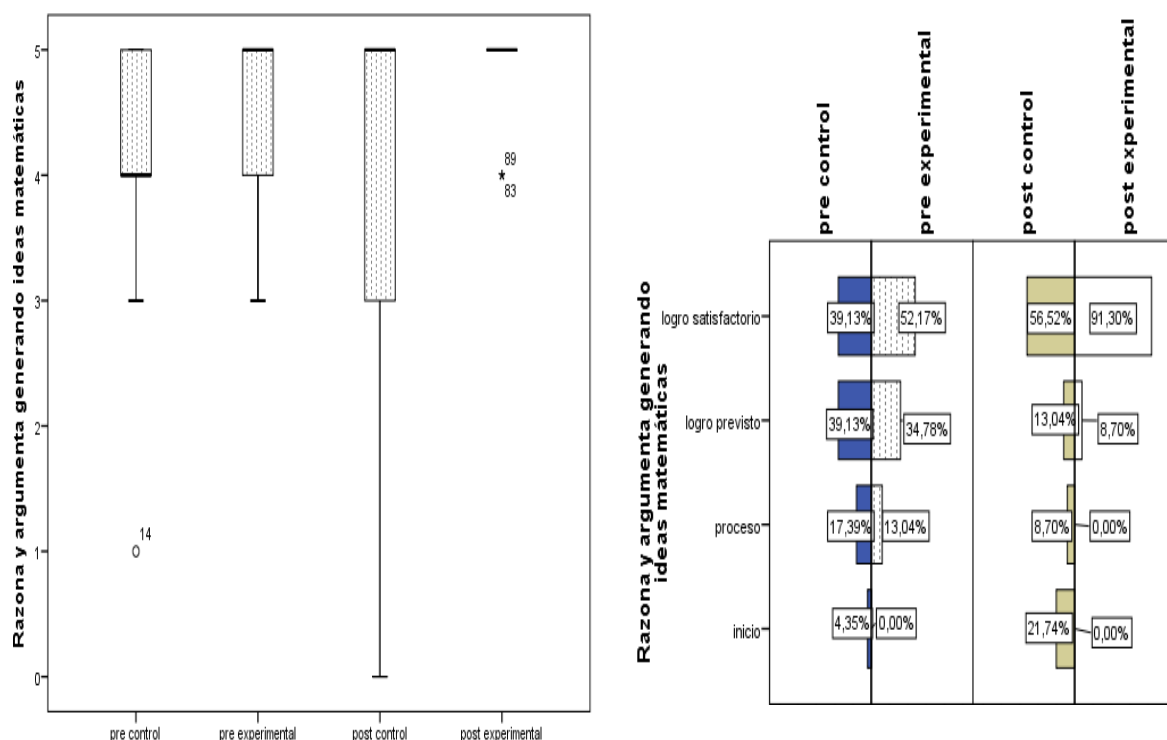 Razona y argumenta generando ideas matemáticas
5
4
3
2
1
0
14
89
83
pre control
pre experimental
post control
post experimental
pre control
pre experimental
post control
post experimental
Razona y argumenta generando
ideas matemáticas
logro satisfactorio
39,13%
52,17%
56,52%
91,30%
logro previsto
39,13%
34,78%
13,04%
8,70%
proceso
17,39%
13,04%
8,70%
0,00%
inicio
4,35%
0,00%
21,74%
0,00%